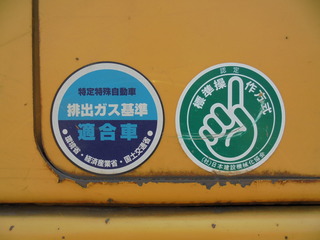 特定特殊自動車
排出ガス基準
適合車
環境省・経済産業省・国土交通省
認定
標準操作方式
(社)日本建設機械化協会